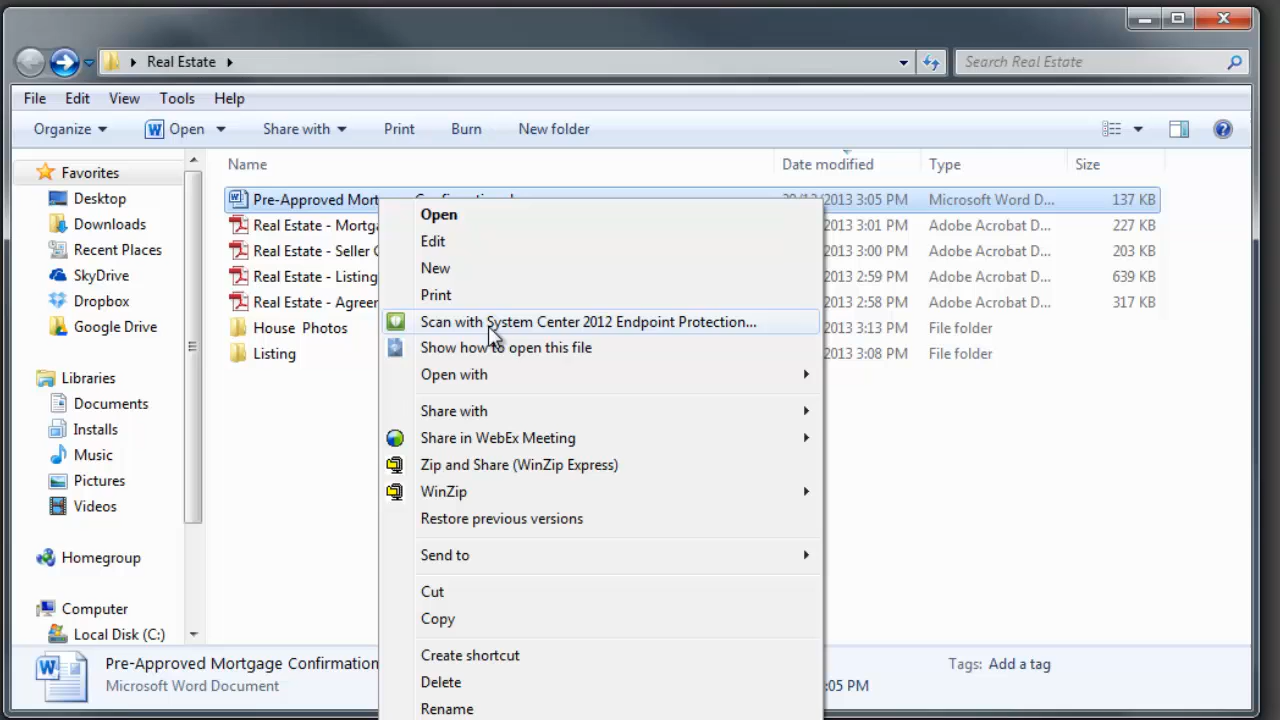 Real Estate
Search Real Estate
File Edit View Tools Help
Organize Open Share with Print Burn New folder
Name Date modified Type Size
Favorites
Desktop
Downloads
Recent Places
SkyDrive
Dropbox
Google Drive
Libraries
Documents
Installs
Music
Pictures
Videos
Homegroup
Computer
Local Disk (C:)
Pre-Approved 2013 3:05 PM Microsoft Word D... 137 KB
Real Estate - 2013 3:01 PM Adobe Acrobat D... 227 KB
Real Estate - Seller 2013 3:00 PM Adobe Acrobat D... 203 KB
Real Estate - Listing 2013 2:59 PM Adobe Acrobat D... 639 KB
Real Estate - 2013 2:58 PM Adobe Acrobat D... 317 KB
House Photos 2013 3:13 PM File folder
Listing 2013 3:08 PM File folder
Open
Edit
New
Print
Scan with System Center 2012 Endpoint Protection...
Show how to open this file
Open with
Share with
Share in WebEx Meeting
Zip and Share (WinZip Express)
WinZip
Restore previous versions
Send to
Cut
Copy
Create shortcut
Delete
Rename
Pre-Approved Mortgage Confirmation Tags: Add a tag
Microsoft Word Document :05 PM